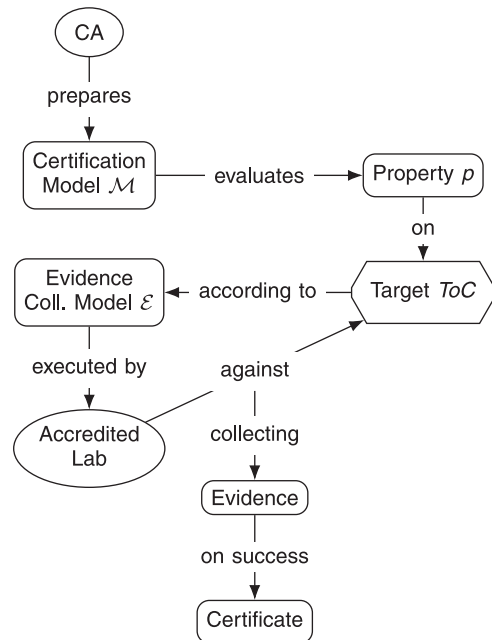 CA
prepares
Certification
Model ℳ
evaluates
Property p
on
Evidence
Coll. Model ℰ
according to
Target ToC
executed by
against
Accredited
Lab
collecting
Evidence
on success
Certificate